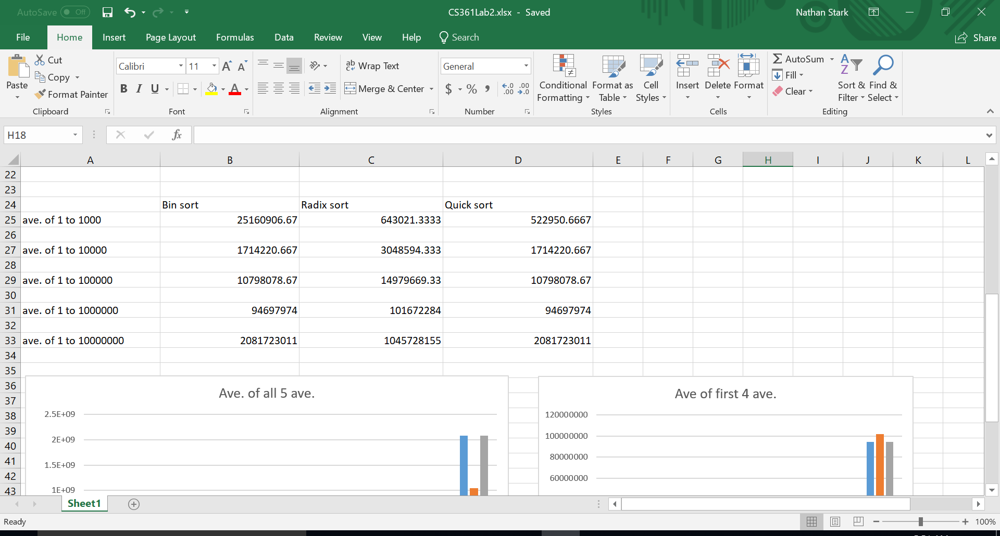 AutoSave Off CS361Lab2.xlsx - Saved Nathan Stark
File Home Insert Page Layout Formulas Data Review View Help Search Share
Paste Cut Copy Format Painter Clipboard
Calibri 11 A A B I U A Font
ab Wrap Text Merge & Center Alignment
General $ % , Number
Conditional Formatting Format as Table Cell Styles Styles
Insert Delete Format Cells
AutoSum Fill Clear Sort & Filter Find & Select Editing
H18 fx
A B C D E F G H I J K L
22
23
24 Bin sort Radix sort Quick sort
25 ave. of 1 to 1000 25160906.67 643021.3333 522950.6667
26
27 ave. of 1 to 10000 1714220.667 3048594.333 1714220.667
28
29 ave. of 1 to 100000 10798078.67 14979669.33 10798078.67
30
31 ave. of 1 to 1000000 94697974 101672284 94697974
32
33 ave. of 1 to 10000000 2081723011 1045728155 2081723011
34
35
36 Ave. of all 5 ave. Ave of first 4 ave.
37
38 2.5E+09 120000000
39 100000000
40 2E+09 80000000
41 1.5E+09
42 60000000
43 1E+09
Sheet1
Ready 100%